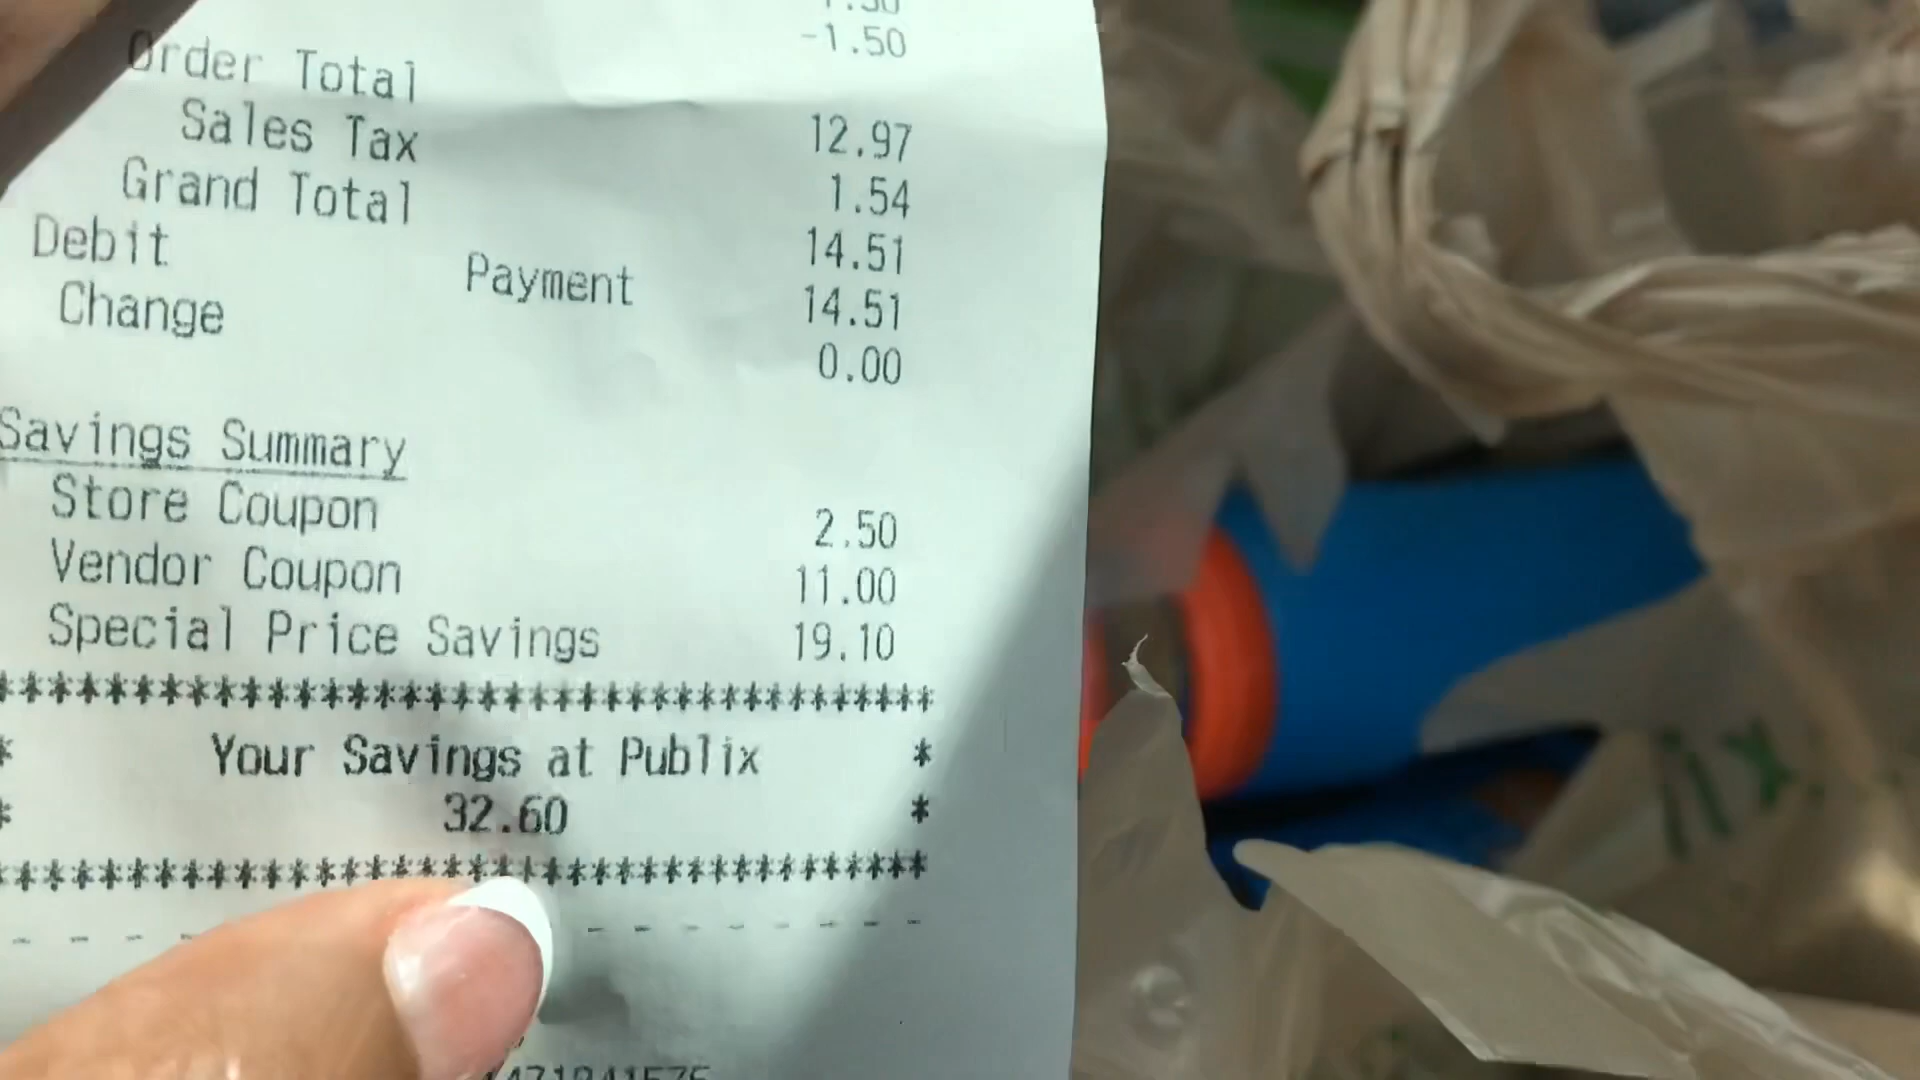 -1.50
Order Total 12.97
Sales Tax 1.54
Grand Total 14.51
Debit Payment 14.51
Change 0.00
Savings Summary
Store Coupon 2.50
Vendor Coupon 11.00
Special Price Savings 19.10
***********************************
* Your Savings at Publix *
* 32.60 *
***********************************